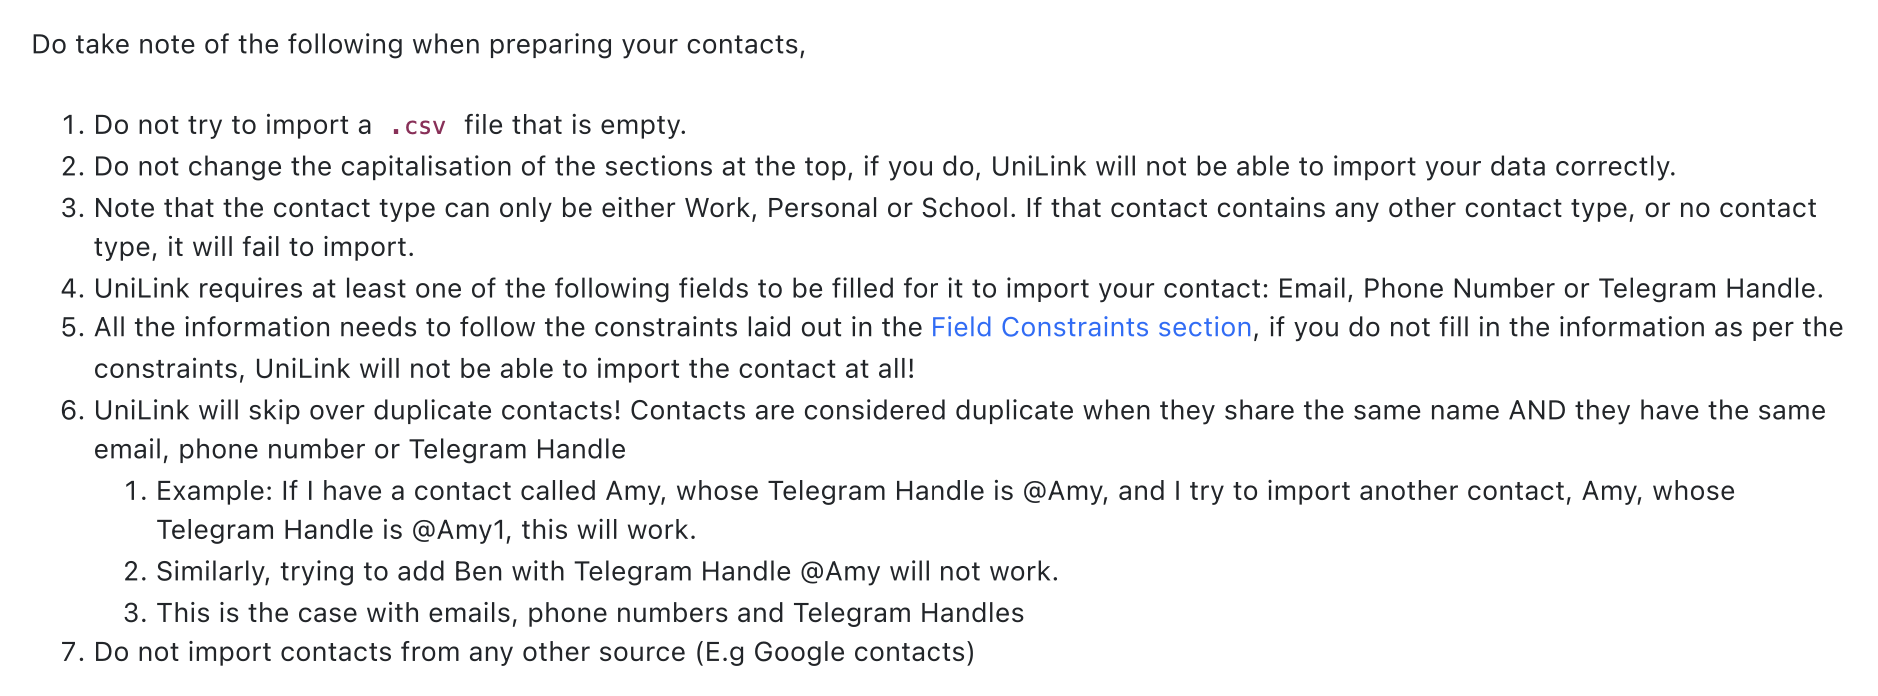 Do take note of the following when preparing your contacts,
1. Do not try to import a .csv file that is empty.
2. Do not change the capitalisation of the sections at the top, if you do, UniLink will not be able to import your data correctly.
3. Note that the contact type can only be either Work, Personal or School. If that contact contains any other contact type, or no contact
type, it will fail to import.
4. UniLink requires at least one of the following fields to be filled for it to import your contact: Email, Phone Number or Telegram Handle.
5. All the information needs to follow the constraints laid out in the Field Constraints section, if you do not fill in the information as per the
constraints, UniLink will not be able to import the contact at all!
6. UniLink will skip over duplicate contacts! Contacts are considered duplicate when they share the same name AND they have the same
email, phone number or Telegram Handle
1. Example: If I have a contact called Amy, whose Telegram Handle is @Amy, and I try to import another contact, Amy, whose
Telegram Handle is @Amy1, this will work.
2. Similarly, trying to add Ben with Telegram Handle @Amy will not work.
3. This is the case with emails, phone numbers and Telegram Handles
7. Do not import contacts from any other source (E.g Google contacts)